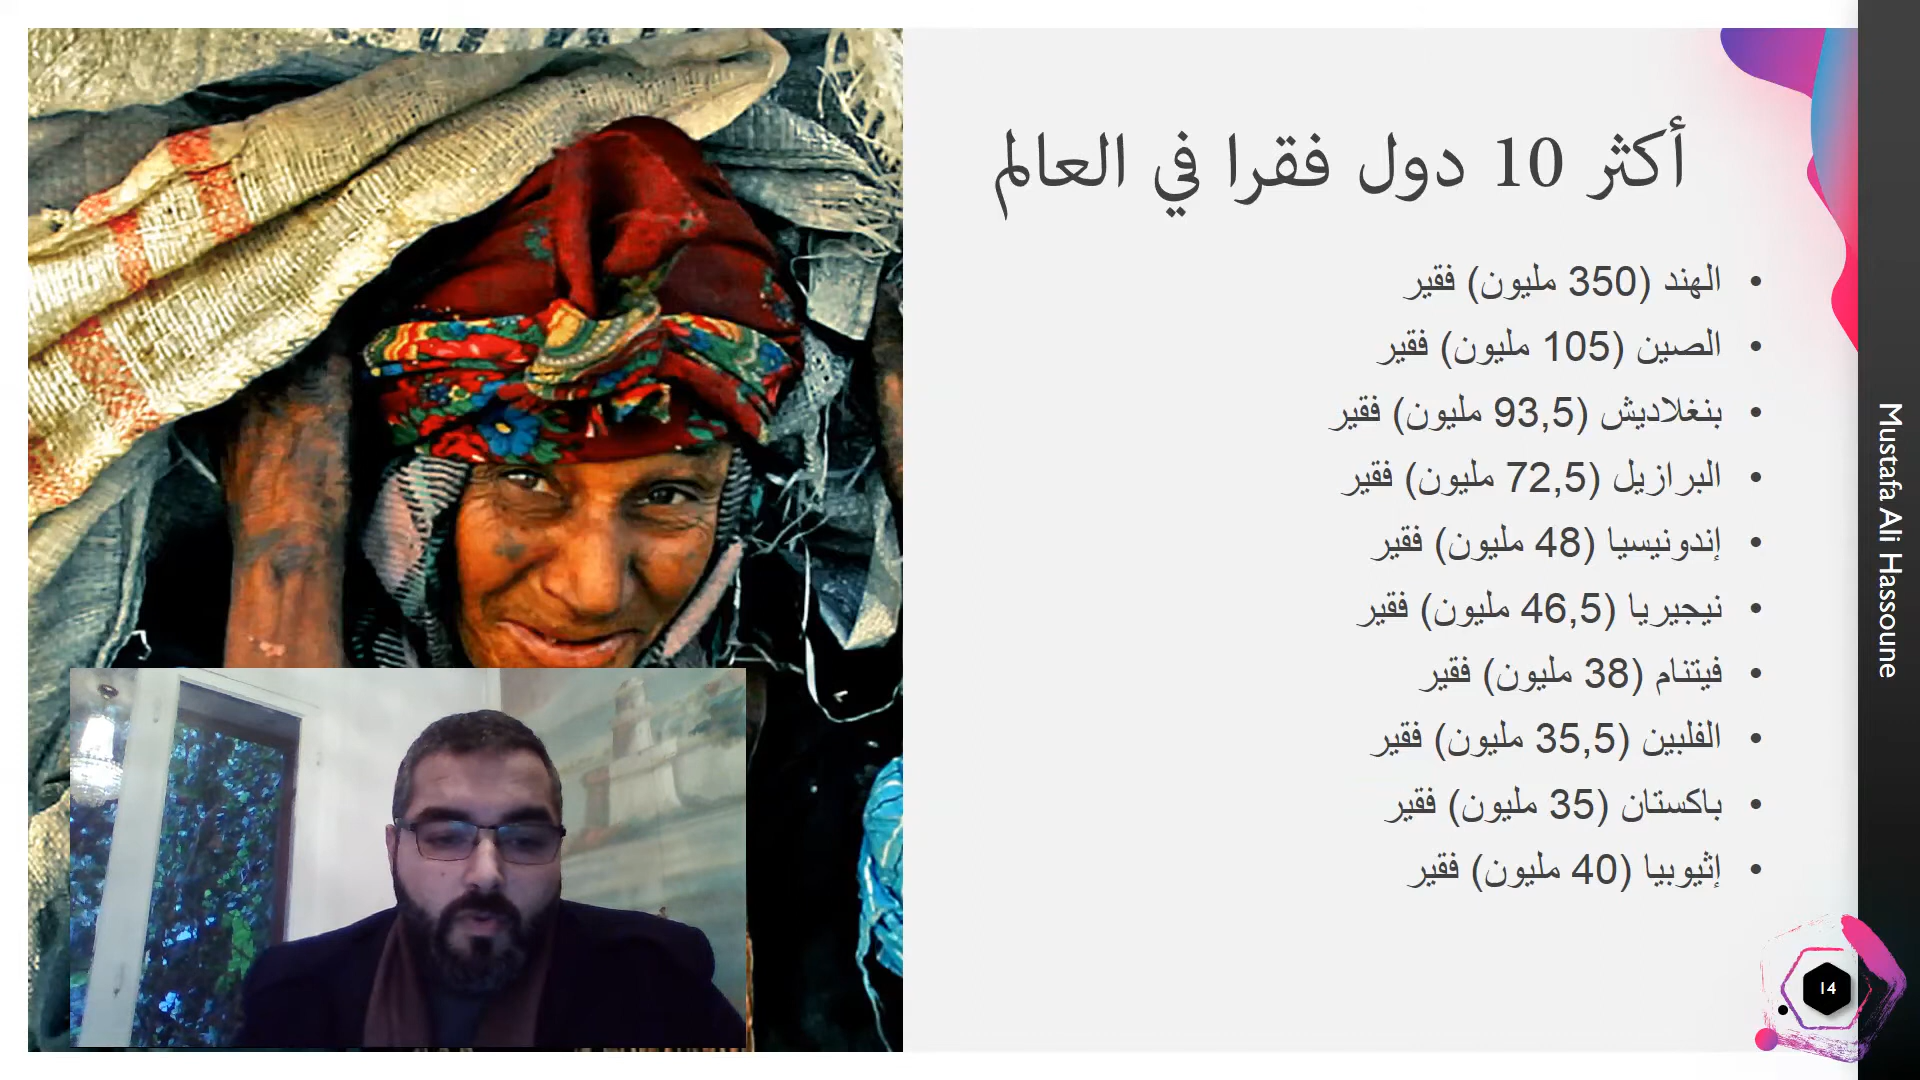 أكثر 10 دول فقرا في العالم
• الهند (350 مليون) فقير
• الصين (105 مليون) فقير
• بنغلاديش (93,5 مليون) فقير
• البرازيل (72,5 مليون) فقير
• إندونيسيا (48 مليون) فقير
• نيجيريا (46,5 مليون) فقير
• فيتنام (38 مليون) فقير
• الفلبين (35,5 مليون) فقير
• باكستان (35 مليون) فقير
• إثيوبيا (40 مليون) فقير
Mustafa Ali Hassoune
14